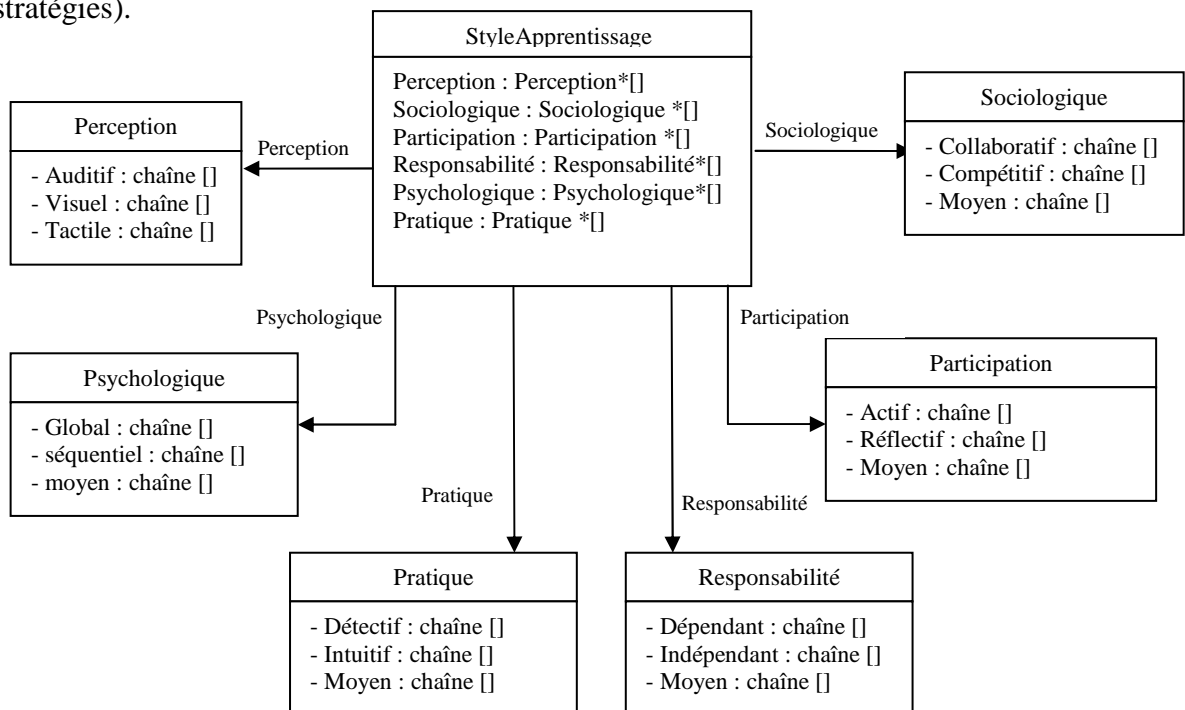 stratégies).
StyleApprentissage
Perception : Perception*[]
Sociologique : Sociologique *[]
Participation : Participation *[]
Responsabilité : Responsabilité*[]
Psychologique : Psychologique*[]
Pratique : Pratique *[]
Perception
- Auditif : chaîne []
- Visuel : chaîne []
- Tactile : chaîne []
Perception
Sociologique
Sociologique
- Collaboratif : chaîne []
- Compétitif : chaîne []
- Moyen : chaîne []
Psychologique
Participation
Psychologique
- Global : chaîne []
- séquentiel : chaîne []
- moyen : chaîne []
Participation
- Actif : chaîne []
- Réflectif : chaîne []
- Moyen : chaîne []
Pratique
Responsabilité
Pratique
- Détectif : chaîne []
- Intuitif : chaîne []
- Moyen : chaîne []
Responsabilité
- Dépendant : chaîne []
- Indépendant : chaîne []
- Moyen : chaîne []